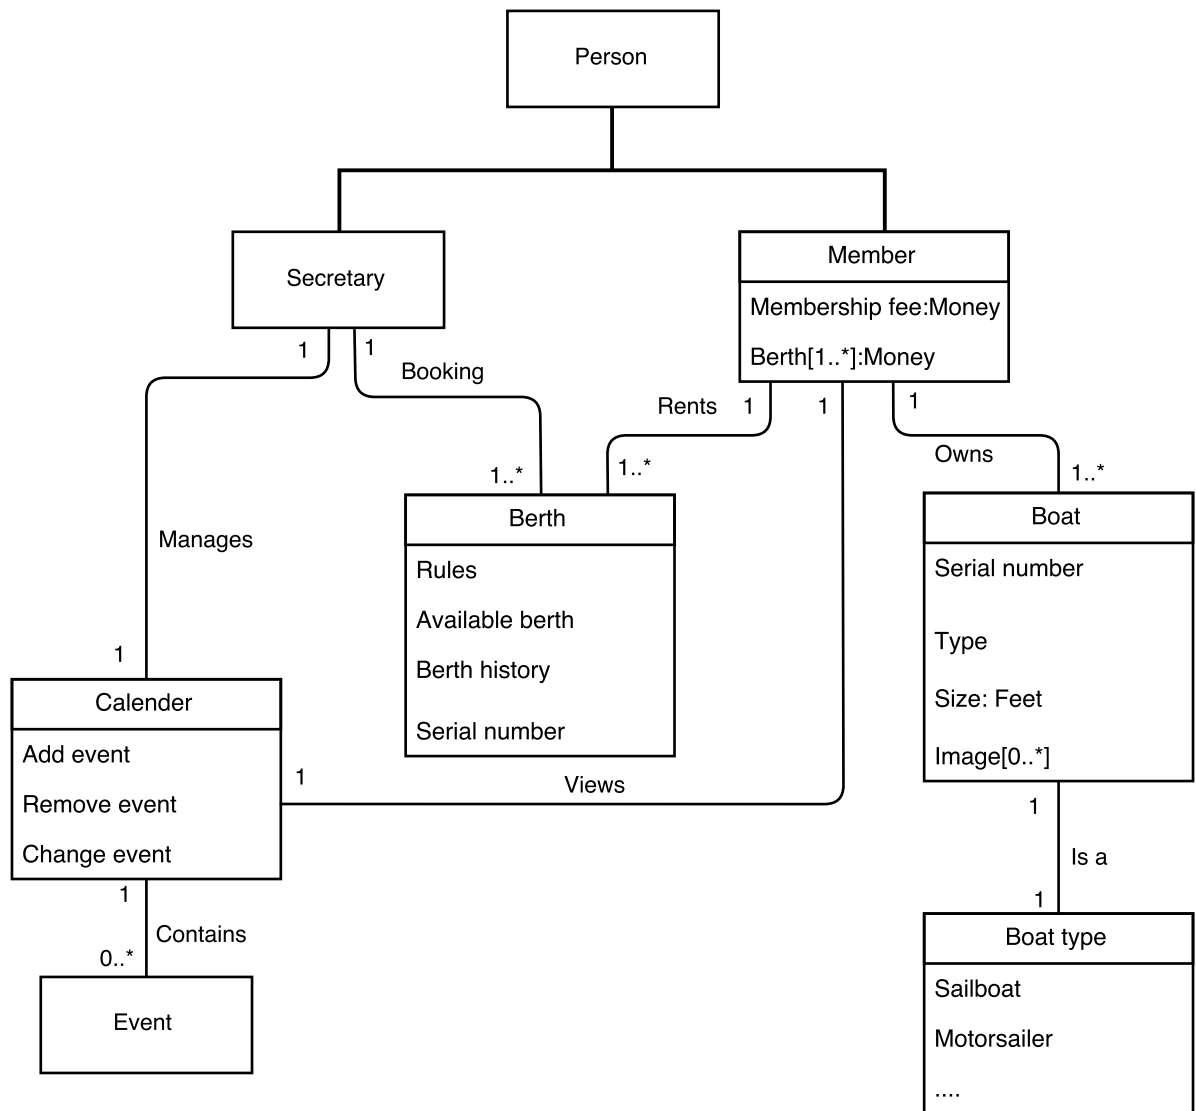 Person
Secretary
Member
Membership fee:Money
Berth[1..*]:Money
1
1
Booking
Rents
1
1
1
Owns
1..*
1..*
1..*
Berth
Rules
Available berth
Berth history
Serial number
Boat
Serial number
Type
Size: Feet
Image[0..*]
Manages
1
Calender
Add event
Remove event
Change event
1
Views
1
Is a
1
1
Contains
0..*
Event
Boat type
Sailboat
Motorsailer
....